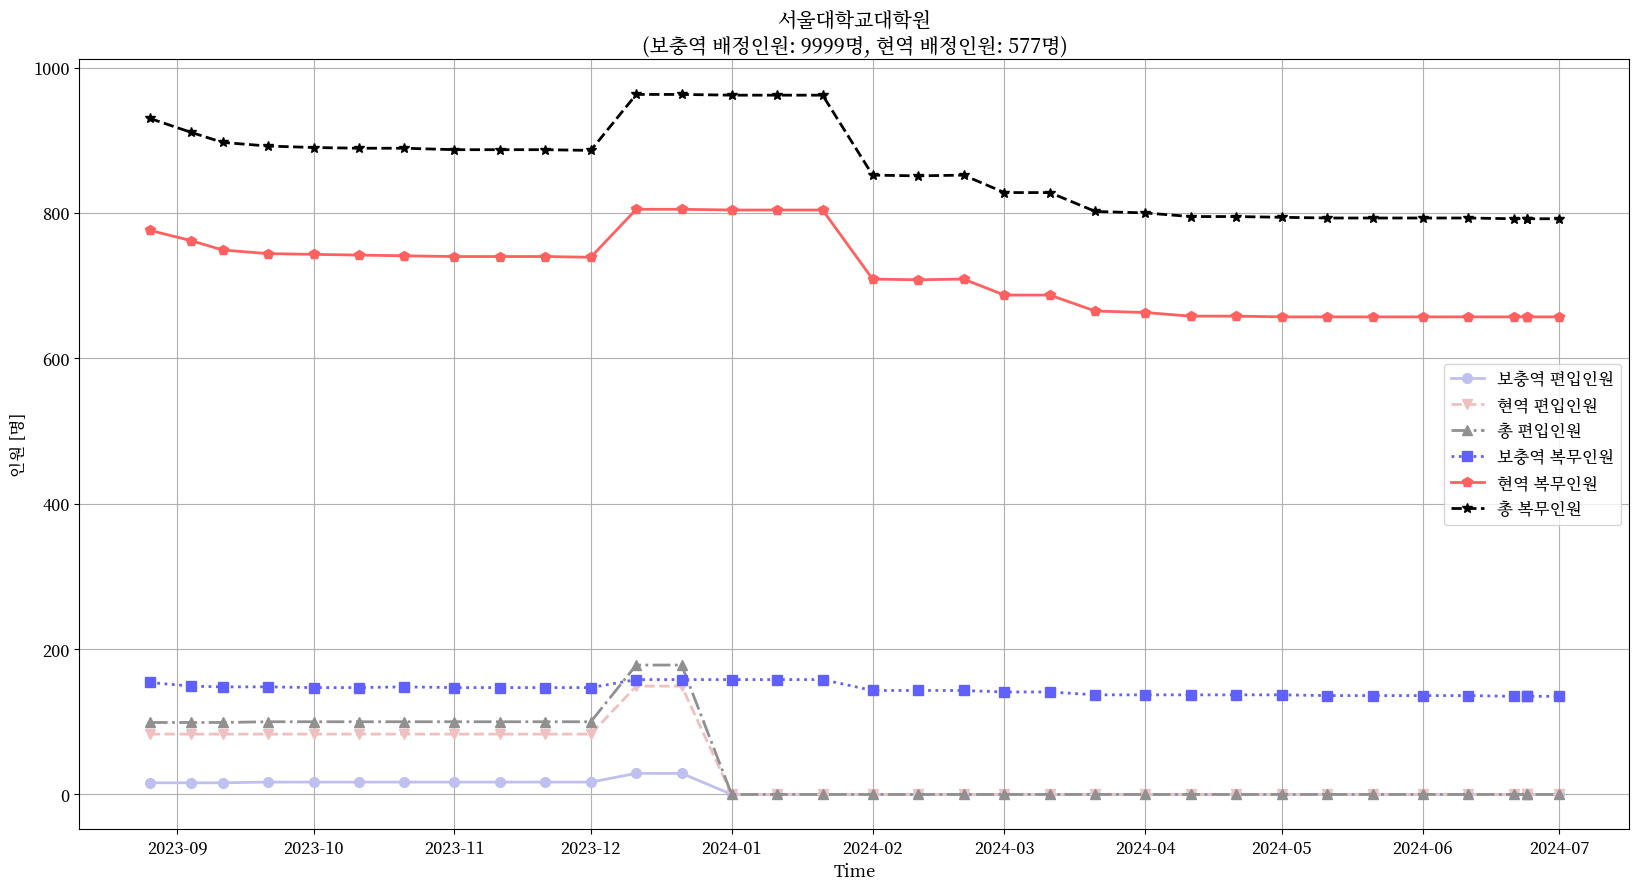 서울대학교대학원
(보충역 배정인원: 9999명, 현역 배정인원: 577명)
1000
800
600
400
200
0
인원 [명]
보충역 편입인원
현역 편입인원
총 편입인원
보충역 복무인원
현역 복무인원
총 복무인원
2023-09
2023-10
2023-11
2023-12
2024-01
2024-02
2024-03
2024-04
2024-05
2024-06
2024-07
Time